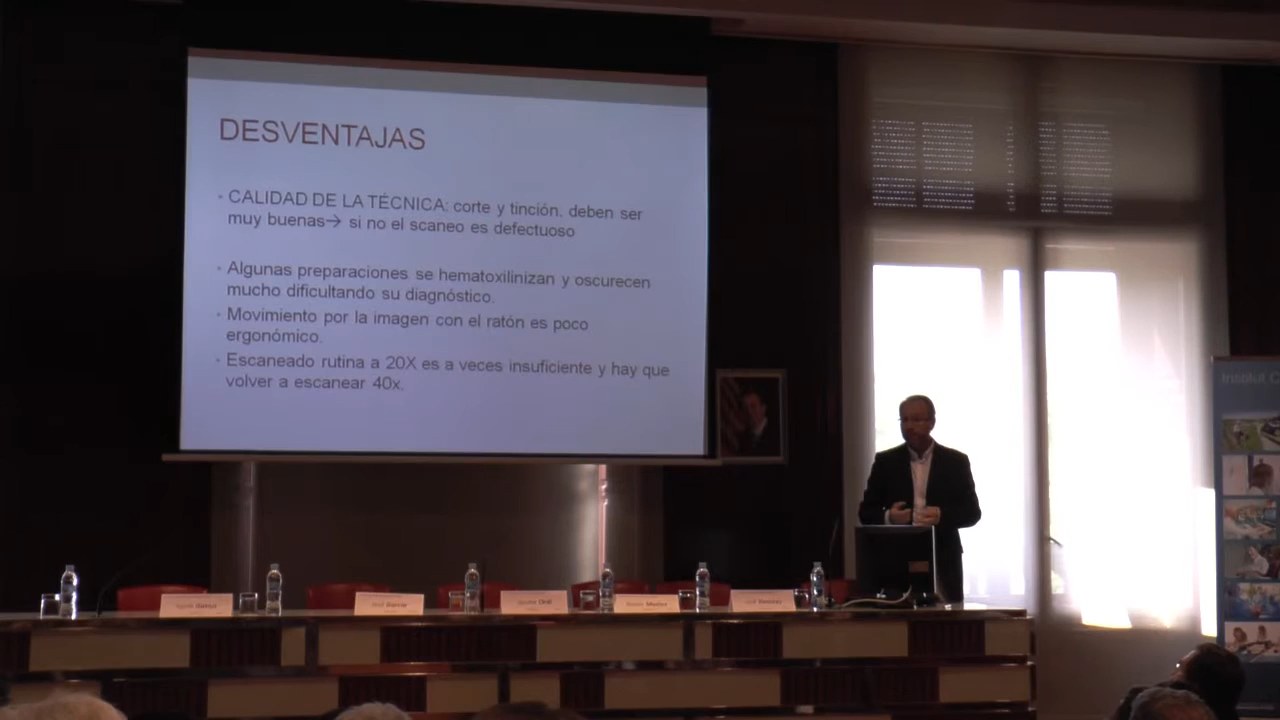 DESVENTAJAS
• CALIDAD DE LA TÉCNICA: corte y tinción, deben ser
muy buenas→ si no el scaneo es defectuoso
• Algunas preparaciones se hematoxilinizan y oscurecen
mucho dificultando su diagnóstico.
• Movimiento por la imagen con el ratón es poco
ergonómico.
• Escaneado rutina a 20X es a veces insuficiente y hay que
volver a escanear 40x.
Institut